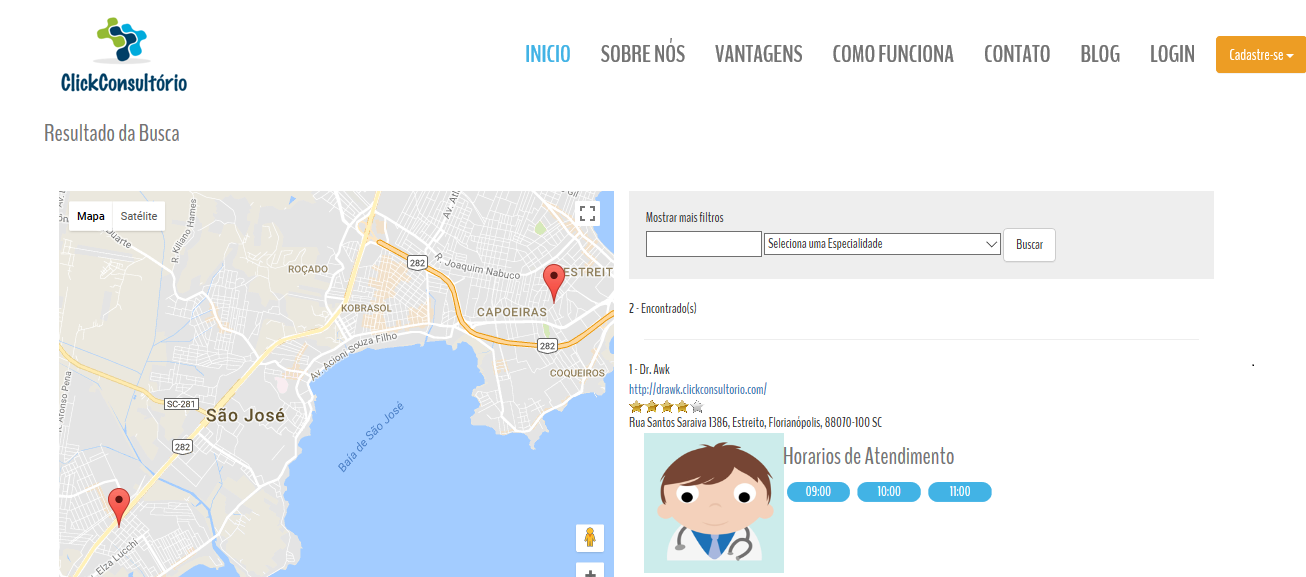 ClickConsultório
INICIO SOBRE NÓS VANTAGENS COMO FUNCIONA CONTATO BLOG LOGIN Cadastre-se
Resultado da Busca
Mapa Satélite
Duarte
R. Kiliano Hames
ROÇADO
KOBRASOL
282
R. Joaquim Nabuco
ESTREIT
CAPOEIRAS
282
COQUEIROS
Av. Acioni Souza Filho
R. Afonso Pena
SC-281
São José
282
Baía de São José
R. Elza Lucchi
Mostrar mais filtros
Seleciona uma Especialidade Buscar
2 - Encontrado(s)
1 - Dr. Awk
http://drawk.clickconsultorio.com/
Rua Santos Saraiva 1386, Estreito, Florianópolis, 88070-100 SC
Horarios de Atendimento
09:00 10:00 11:00